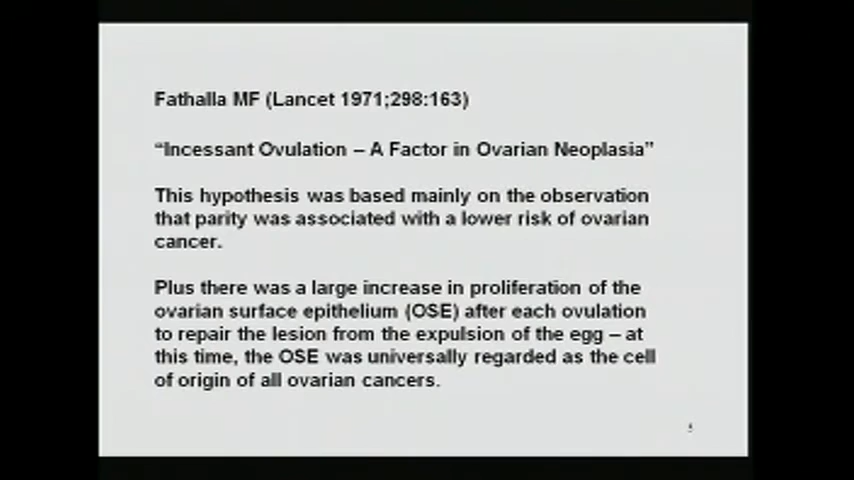 Fathalla MF (Lancet 1971;298:163)
“Incessant Ovulation – A Factor in Ovarian Neoplasia”
This hypothesis was based mainly on the observation
that parity was associated with a lower risk of ovarian
cancer.
Plus there was a large increase in proliferation of the
ovarian surface epithelium (OSE) after each ovulation
to repair the lesion from the expulsion of the egg – at
this time, the OSE was universally regarded as the cell
of origin of all ovarian cancers.